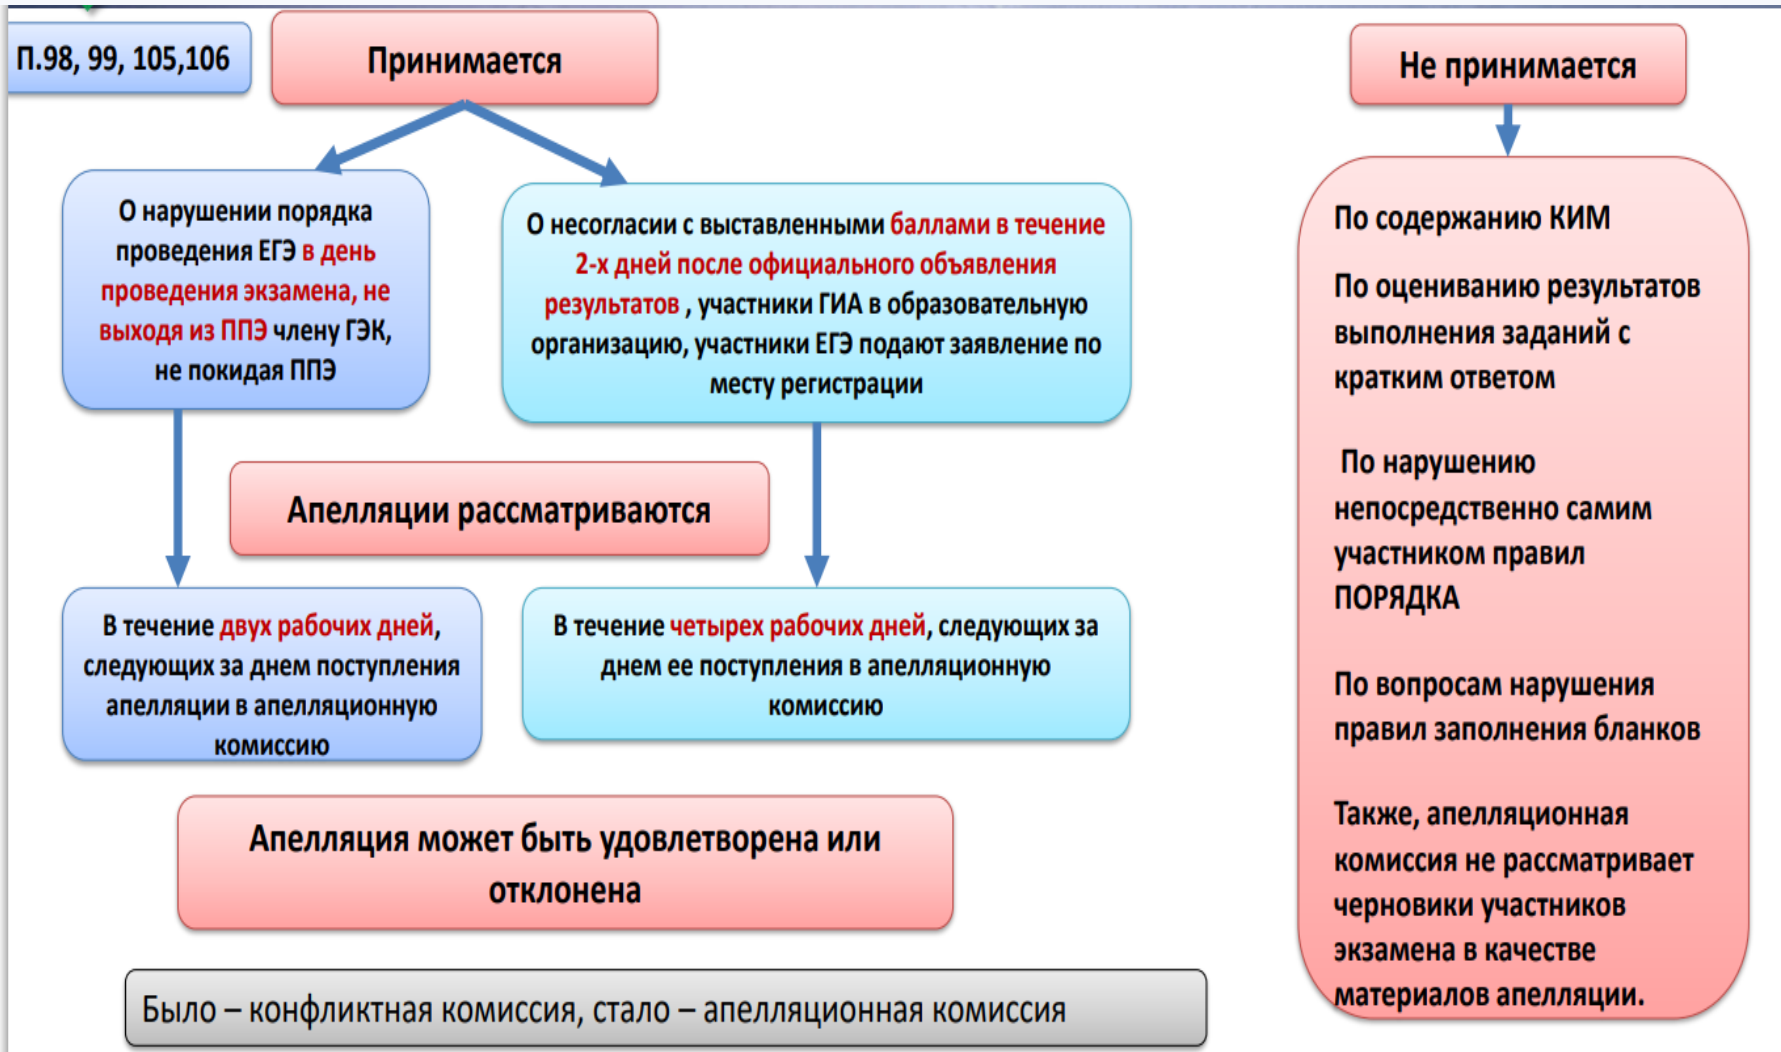 П.98, 99, 105,106
Принимается
О нарушении порядка
проведения ЕГЭ в день
проведения экзамена, не
выходя из ППЭ члену ГЭК,
не покидая ППЭ
О несогласии с выставленными баллами в течение
2-х дней после официального объявления
результатов , участники ГИА в образовательную
организацию, участники ЕГЭ подают заявление по
месту регистрации
Апелляции рассматриваются
В течение двух рабочих дней,
следующих за днем поступления
апелляции в апелляционную
комиссию
В течение четырех рабочих дней, следующих за
днем ее поступления в апелляционную
комиссию
Апелляция может быть удовлетворена или
отклонена
Было – конфликтная комиссия, стало – апелляционная комиссия
Не принимается
По содержанию КИМ
По оцениванию результатов
выполнения заданий с
кратким ответом
По нарушению
непосредственно самим
участником правил
ПОРЯДКА
По вопросам нарушения
правил заполнения бланков
Также, апелляционная
комиссия не рассматривает
черновики участников
экзамена в качестве
материалов апелляции.